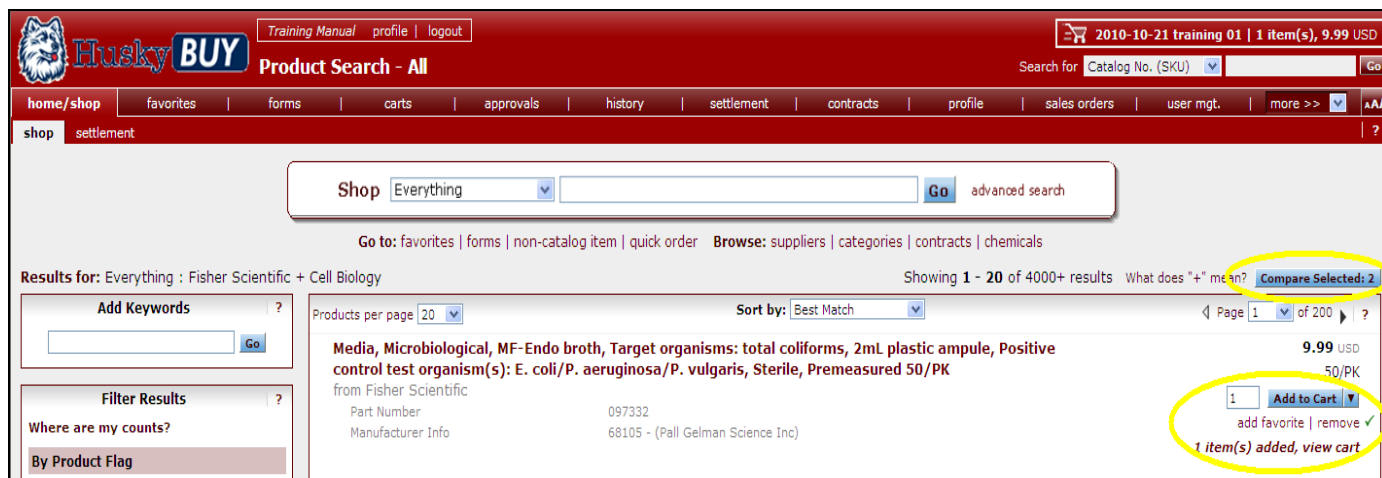 Husky BUY
Training Manual profile | logout
2010-10-21 training 01 | 1 item(s), 9.99 USD
Product Search - All
Search for Catalog No. (SKU) Go
home/shop favorites | forms | carts | approvals | history | settlement | contracts | profile | sales orders | user mgt. | more >>
shop settlement | ?
Shop Everything Go advanced search
Go to: favorites | forms | non-catalog item | quick order Browse: suppliers | categories | contracts | chemicals
Results for: Everything : Fisher Scientific + Cell Biology
Showing 1 - 20 of 4000+ results What does "+" mean? Compare Selected: 2
Add Keywords ?
Go
Filter Results ?
Where are my counts?
By Product Flag
Products per page 20 Sort by: Best Match Page 1 of 200 ?
Media, Microbiological, MF-Endo broth, Target organisms: total coliforms, 2mL plastic ampule, Positive
control test organism(s): E. coli/P. aeruginosa/P. vulgaris, Sterile, Premeasured 50/PK
from Fisher Scientific
Part Number 097332
Manufacturer Info 68105 - (Pall Gelman Science Inc)
9.99 USD
50/PK
1 Add to Cart
add favorite | remove ✓
1 item(s) added, view cart